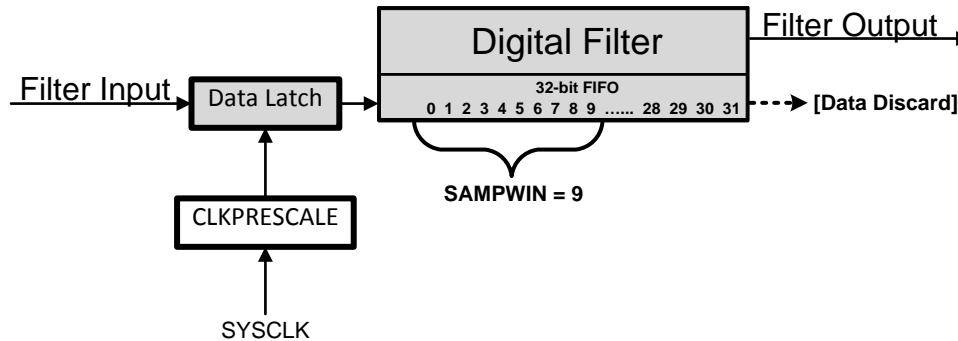 Filter Input
Data Latch
CLKPRESCALE
SYSCLK
Digital Filter
32-bit FIFO
0 1 2 3 4 5 6 7 8 9 ...... 28 29 30 31
SAMPWIN = 9
Filter Output
[Data Discard]